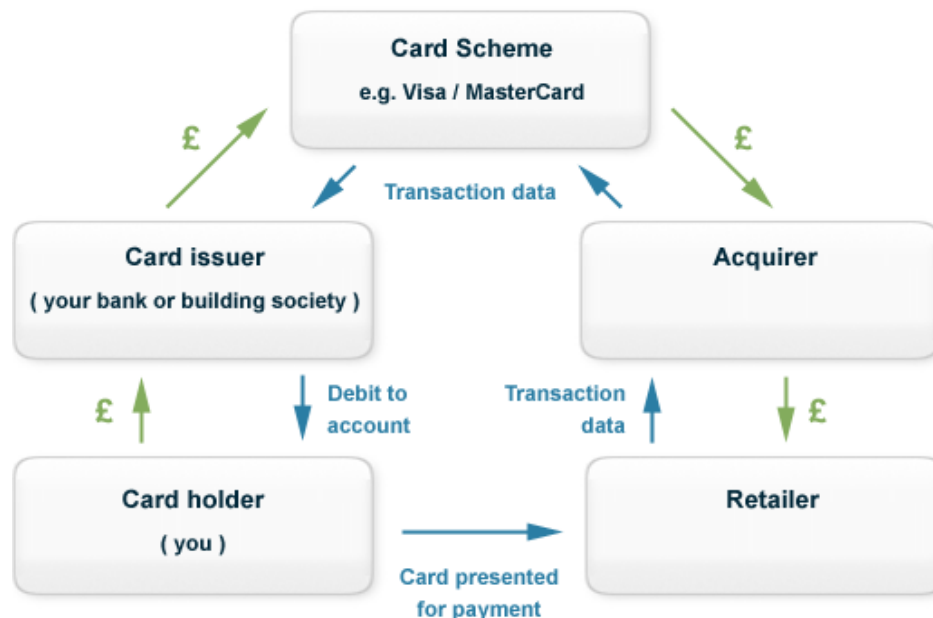 Card Scheme
e.g. Visa / MasterCard
£
£
Transaction data
Card issuer
( your bank or building society )
Acquirer
£
Debit to
account
Transaction
data
£
Card holder
( you )
Retailer
Card presented
for payment